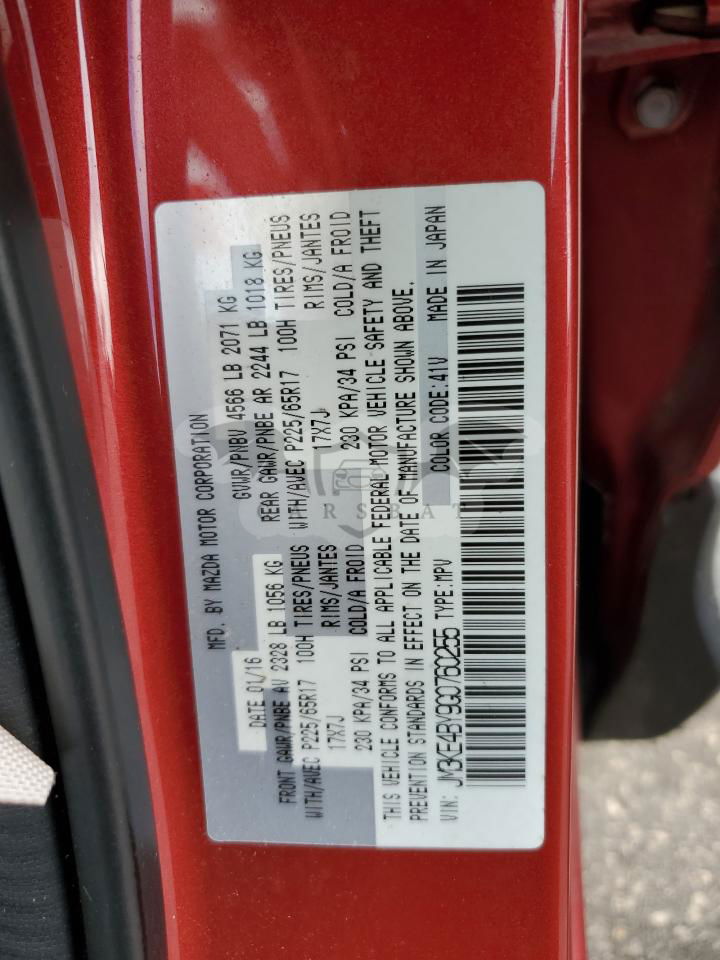 MFD. BY MAZDA MOTOR CORPORATION
DATE 01/16 GVWR/PNBV 4566 LB 2071 KG
FRONT GAWR/PNBE AV 2328 LB 1056 KG REAR GAWR/PNBE AR 2244 LB 1018 KG
WITH/AVEC P225/65R17 100H TIRES/PNEUS WITH/AVEC P225/65R17 100H TIRES/PNEUS
17X7J RIMS/JANTES 17X7J RIMS/JANTES
230 KPA/34 PSI COLD/A FROID 230 KPA/34 PSI COLD/A FROID
THIS VEHICLE CONFORMS TO ALL APPLICABLE FEDERAL MOTOR VEHICLE SAFETY AND THEFT
PREVENTION STANDARDS IN EFFECT ON THE DATE OF MANUFACTURE SHOWN ABOVE.
VIN: JM3KE4BY9G0760255 TYPE:MPV COLOR CODE:41V MADE IN JAPAN
CARSBAT